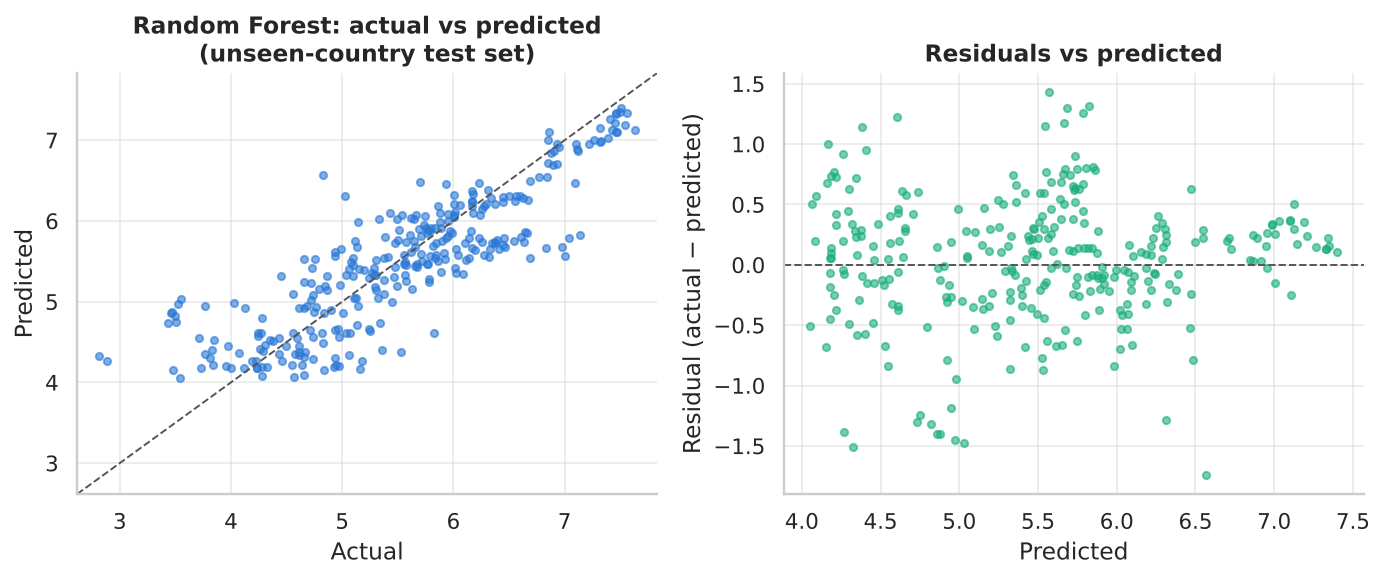 Random Forest: actual vs predicted
(unseen-country test set)
Predicted
7
6
5
4
3
3 4 5 6 7
Actual
Residuals vs predicted
Residual (actual − predicted)
1.5
1.0
0.5
0.0
−0.5
−1.0
−1.5
4.0 4.5 5.0 5.5 6.0 6.5 7.0 7.5
Predicted